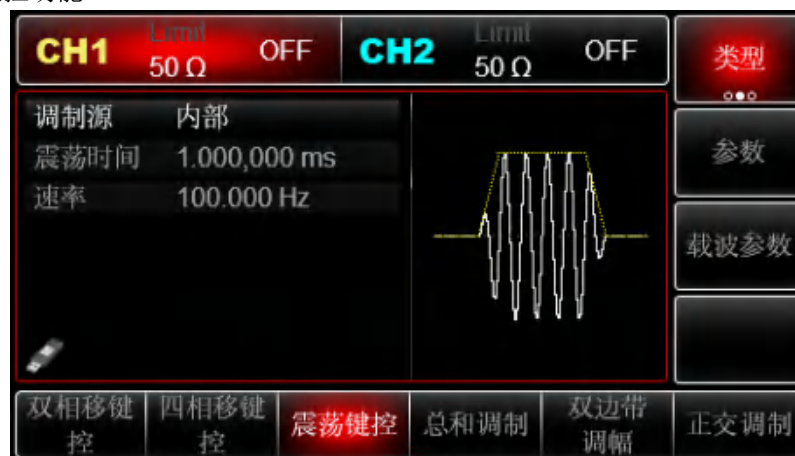 CH1 Limit 50 Ω OFF CH2 Limit 50 Ω OFF
类型
调制源 内部
震荡时间 1.000,000 ms
速率 100.000 Hz
参数
载波参数
双相移键控
四相移键控
震荡键控
总和调制
双边带调幅
正交调制